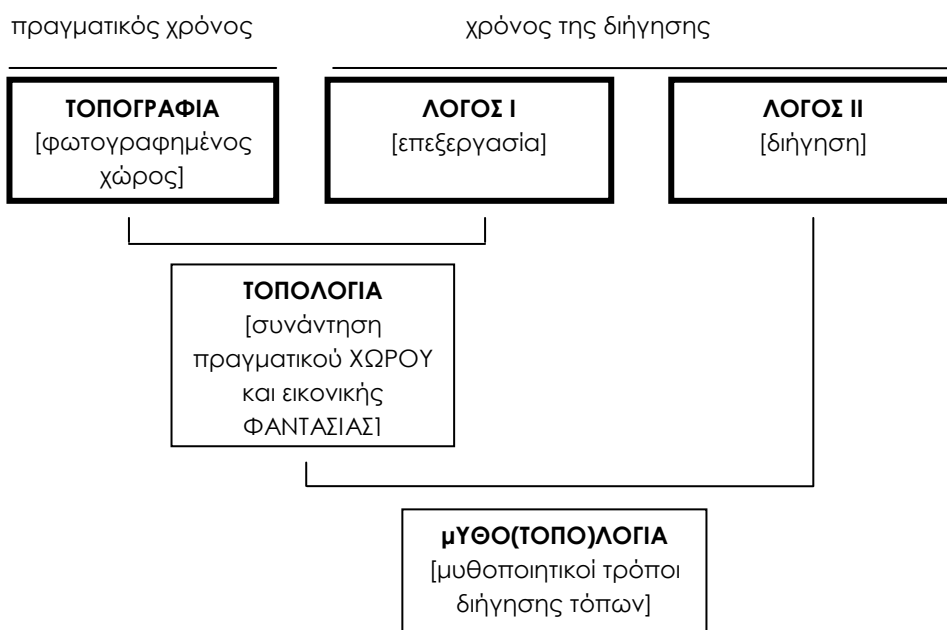 πραγματικός χρόνος
χρόνος της διήγησης
ΤΟΠΟΓΡΑΦΙΑ
[φωτογραφημένος
χώρος]
ΛΟΓΟΣ Ι
[επεξεργασία]
ΛΟΓΟΣ ΙΙ
[διήγηση]
ΤΟΠΟΛΟΓΙΑ
[συνάντηση
πραγματικού ΧΩΡΟΥ
και εικονικής
ΦΑΝΤΑΣΙΑΣ]
μΥΘΟ(ΤΟΠΟ)ΛΟΓΙΑ
[μυθοποιητικοί τρόποι
διήγησης τόπων]